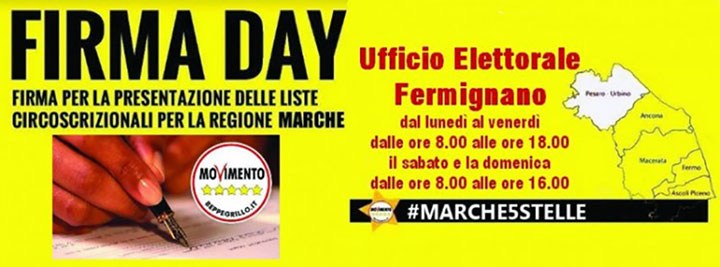 FIRMA DAY
FIRMA PER LA PRESENTAZIONE DELLE LISTE
CIRCOSCRIZIONALI PER LA REGIONE MARCHE
MOVIMENTO
BEPPEGRILLO.IT
Ufficio Elettorale
Fermignano
dal lunedì al venerdì
dalle ore 8.00 alle ore 18.00
il sabato e la domenica
dalle ore 8.00 alle ore 16.00
Pesaro - Urbino
Ancona
Macerata
Fermo
Ascoli Piceno
MOVIMENTO
#MARCHE5STELLE